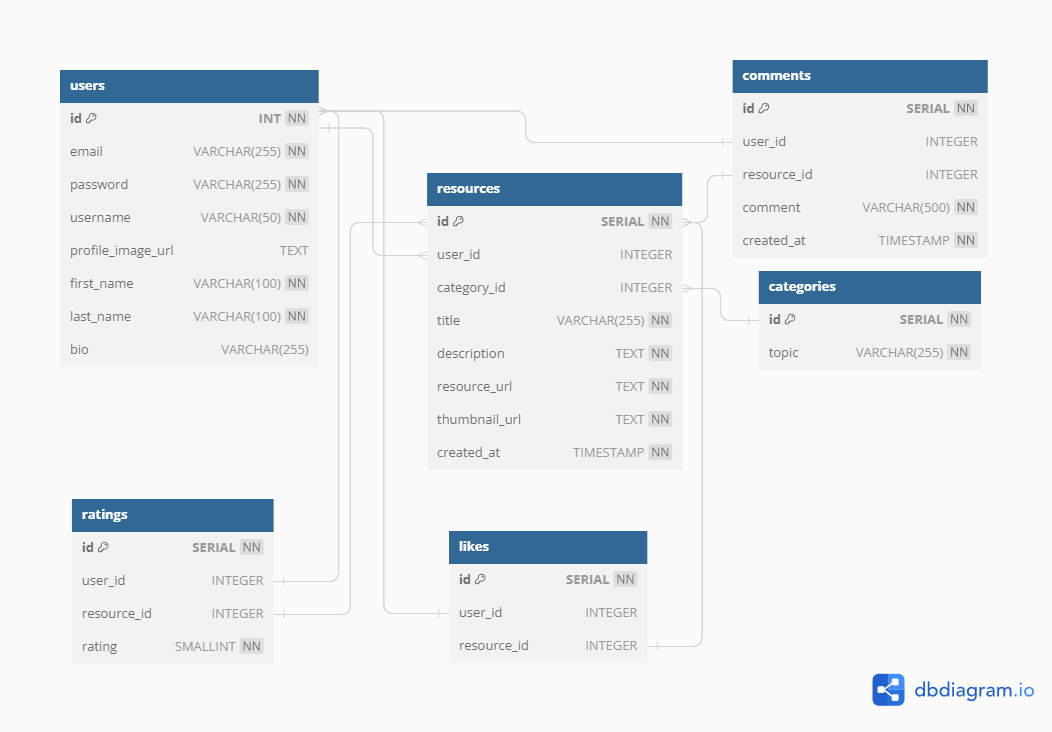 users
id INT NN
email VARCHAR(255) NN
password VARCHAR(255) NN
username VARCHAR(50) NN
profile_image_url TEXT
first_name VARCHAR(100) NN
last_name VARCHAR(100) NN
bio VARCHAR(255)
resources
id SERIAL NN
user_id INTEGER
category_id INTEGER
title VARCHAR(255) NN
description TEXT NN
resource_url TEXT NN
thumbnail_url TEXT NN
created_at TIMESTAMP NN
comments
id SERIAL NN
user_id INTEGER
resource_id INTEGER
comment VARCHAR(500) NN
created_at TIMESTAMP NN
categories
id SERIAL NN
topic VARCHAR(255) NN
ratings
id SERIAL NN
user_id INTEGER
resource_id INTEGER
rating SMALLINT NN
likes
id SERIAL NN
user_id INTEGER
resource_id INTEGER
dbdiagram.io